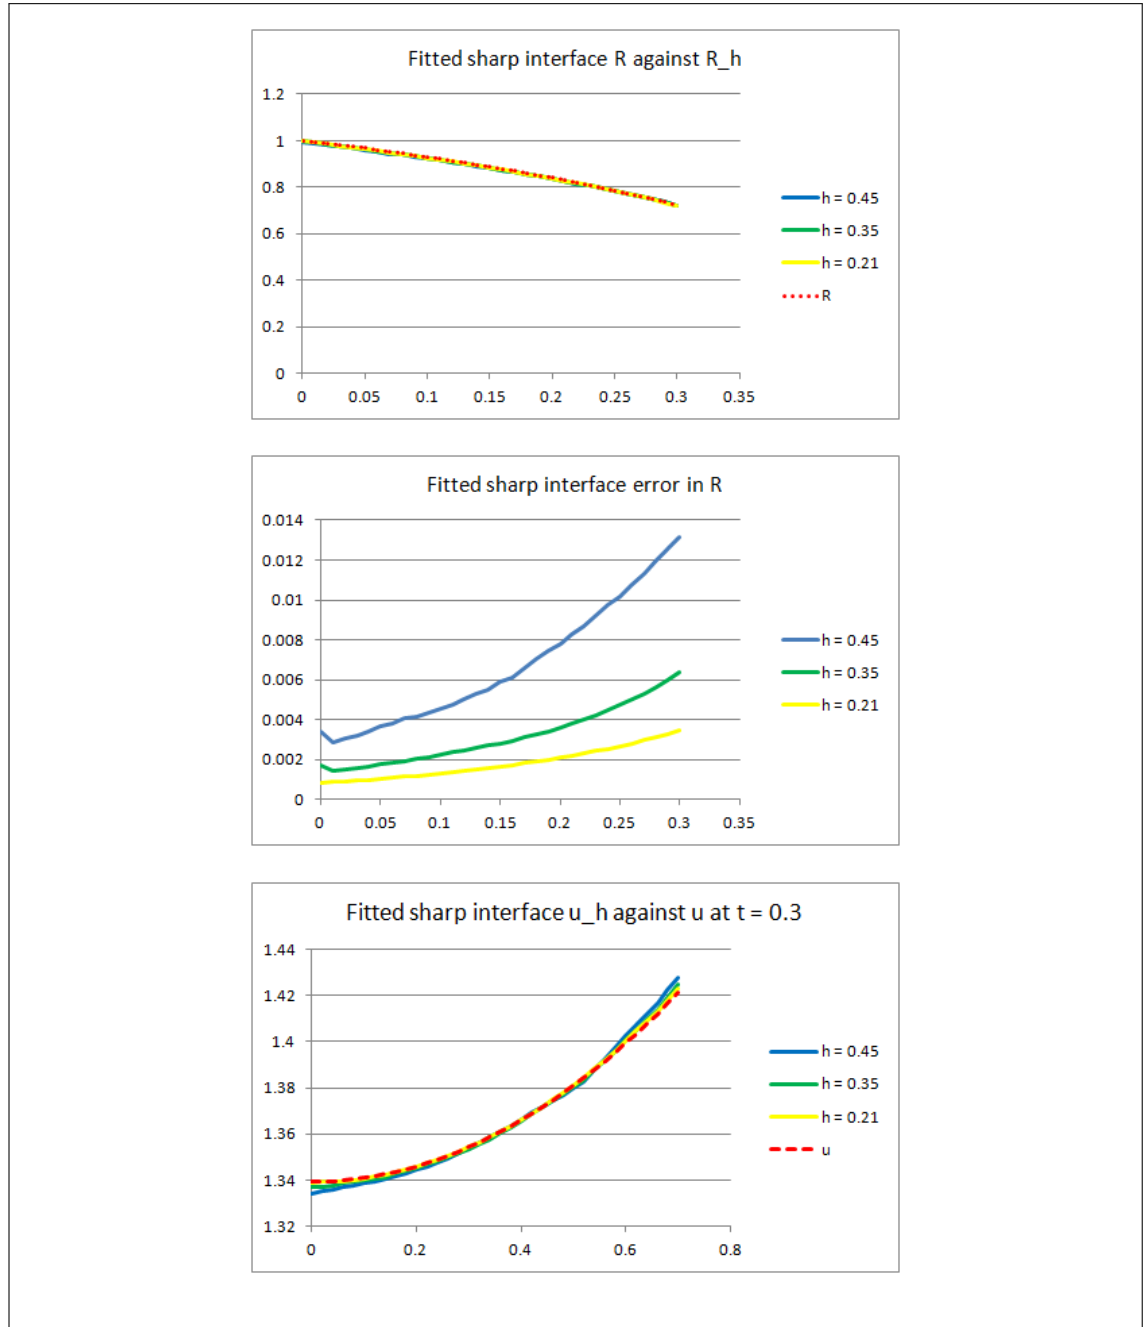 Fitted sharp interface R against R_h
1.2
1
0.8
0.6
0.4
0.2
0
0 0.05 0.1 0.15 0.2 0.25 0.3 0.35
h = 0.45
h = 0.35
h = 0.21
R
Fitted sharp interface error in R
0.014
0.012
0.01
0.008
0.006
0.004
0.002
0
0 0.05 0.1 0.15 0.2 0.25 0.3 0.35
h = 0.45
h = 0.35
h = 0.21
Fitted sharp interface u_h against u at t = 0.3
1.44
1.42
1.4
1.38
1.36
1.34
1.32
0 0.2 0.4 0.6 0.8
h = 0.45
h = 0.35
h = 0.21
u